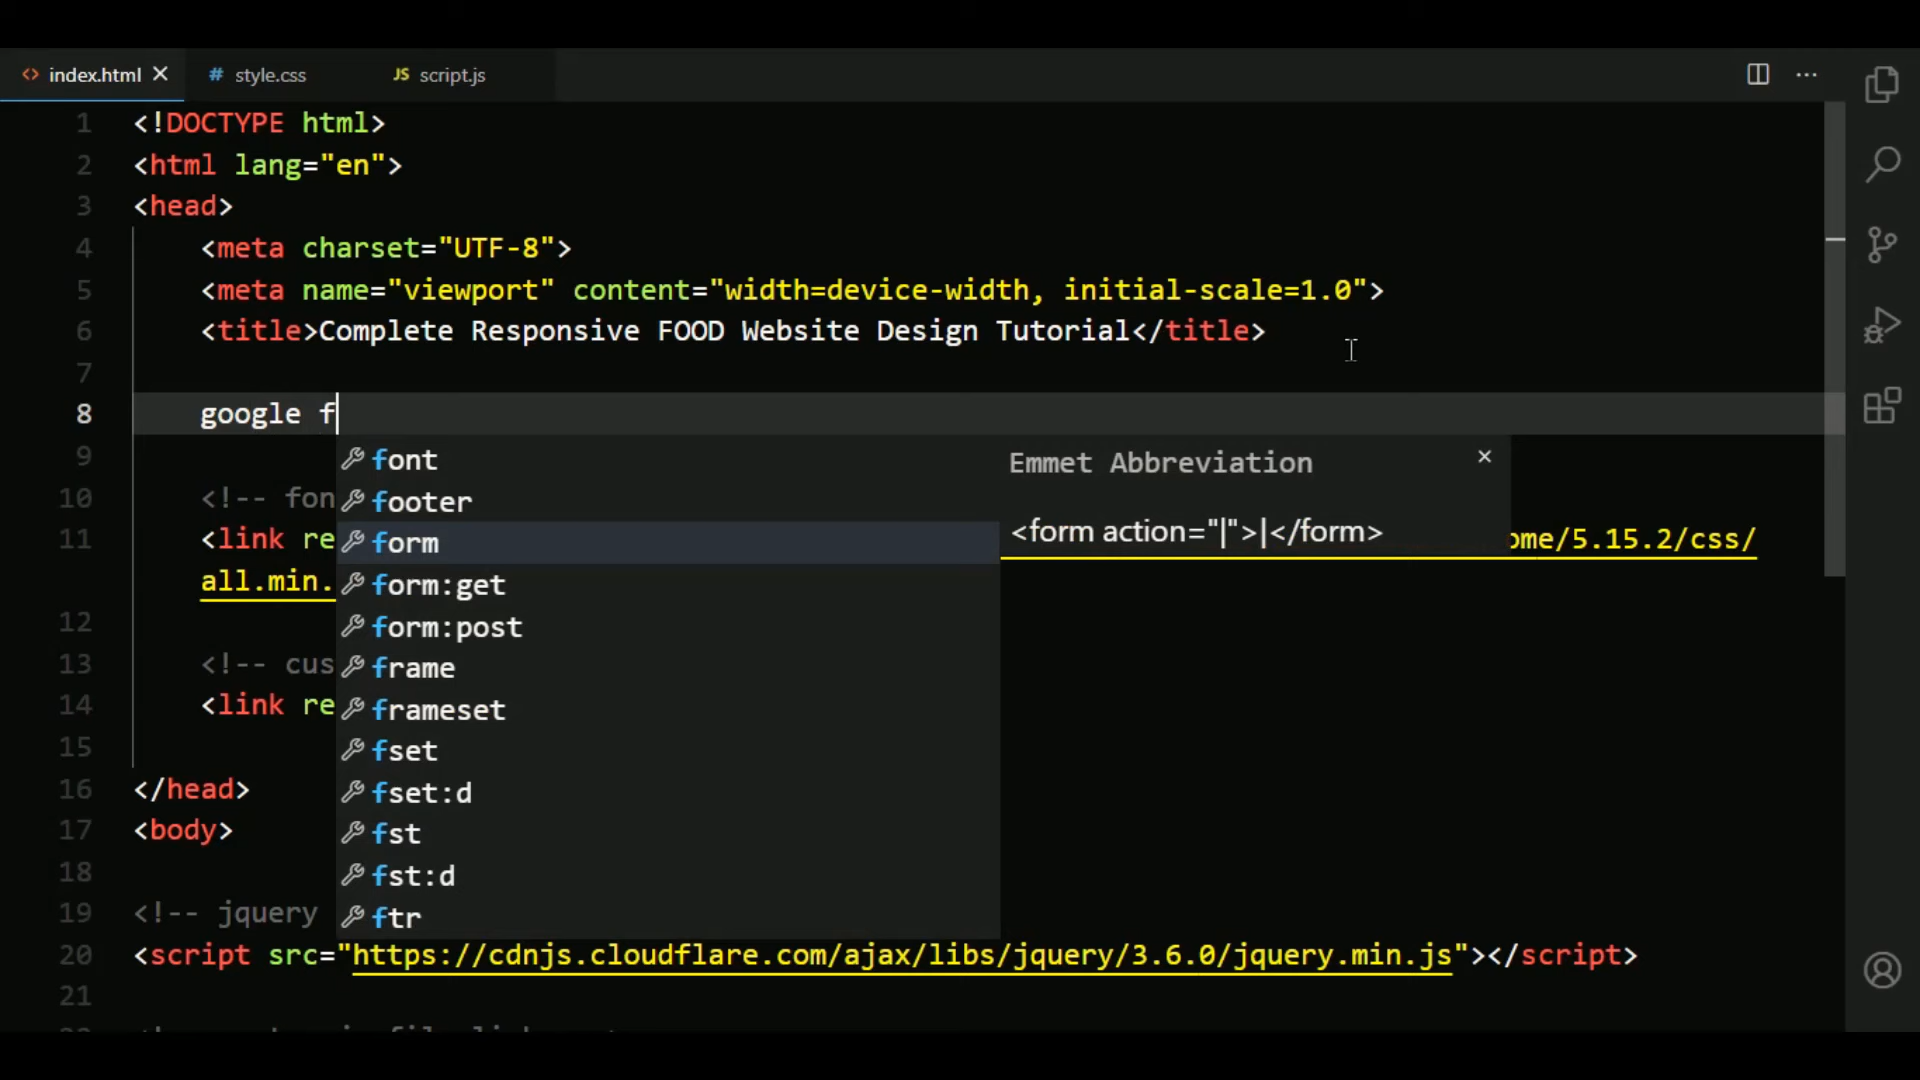 index.html
style.css
JS script.js
1 <!DOCTYPE html>
2 <html lang="en">
3 <head>
4 <meta charset="UTF-8">
5 <meta name="viewport" content="width=device-width, initial-scale=1.0">
6 <title>Complete Responsive FOOD Website Design Tutorial</title>
7
8 google f
9
10 <!-- fon
11 <link re
ome/5.15.2/css/
all.min.
12
13 <!-- cus
14 <link re
15
16 </head>
17 <body>
18
19 <!-- jquery
20 <script src="https://cdnjs.cloudflare.com/ajax/libs/jquery/3.6.0/jquery.min.js"></script>
21
font
footer
form
form:get
form:post
frame
frameset
fset
fset:d
fst
fst:d
ftr
Emmet Abbreviation
<form action="|">|</form>